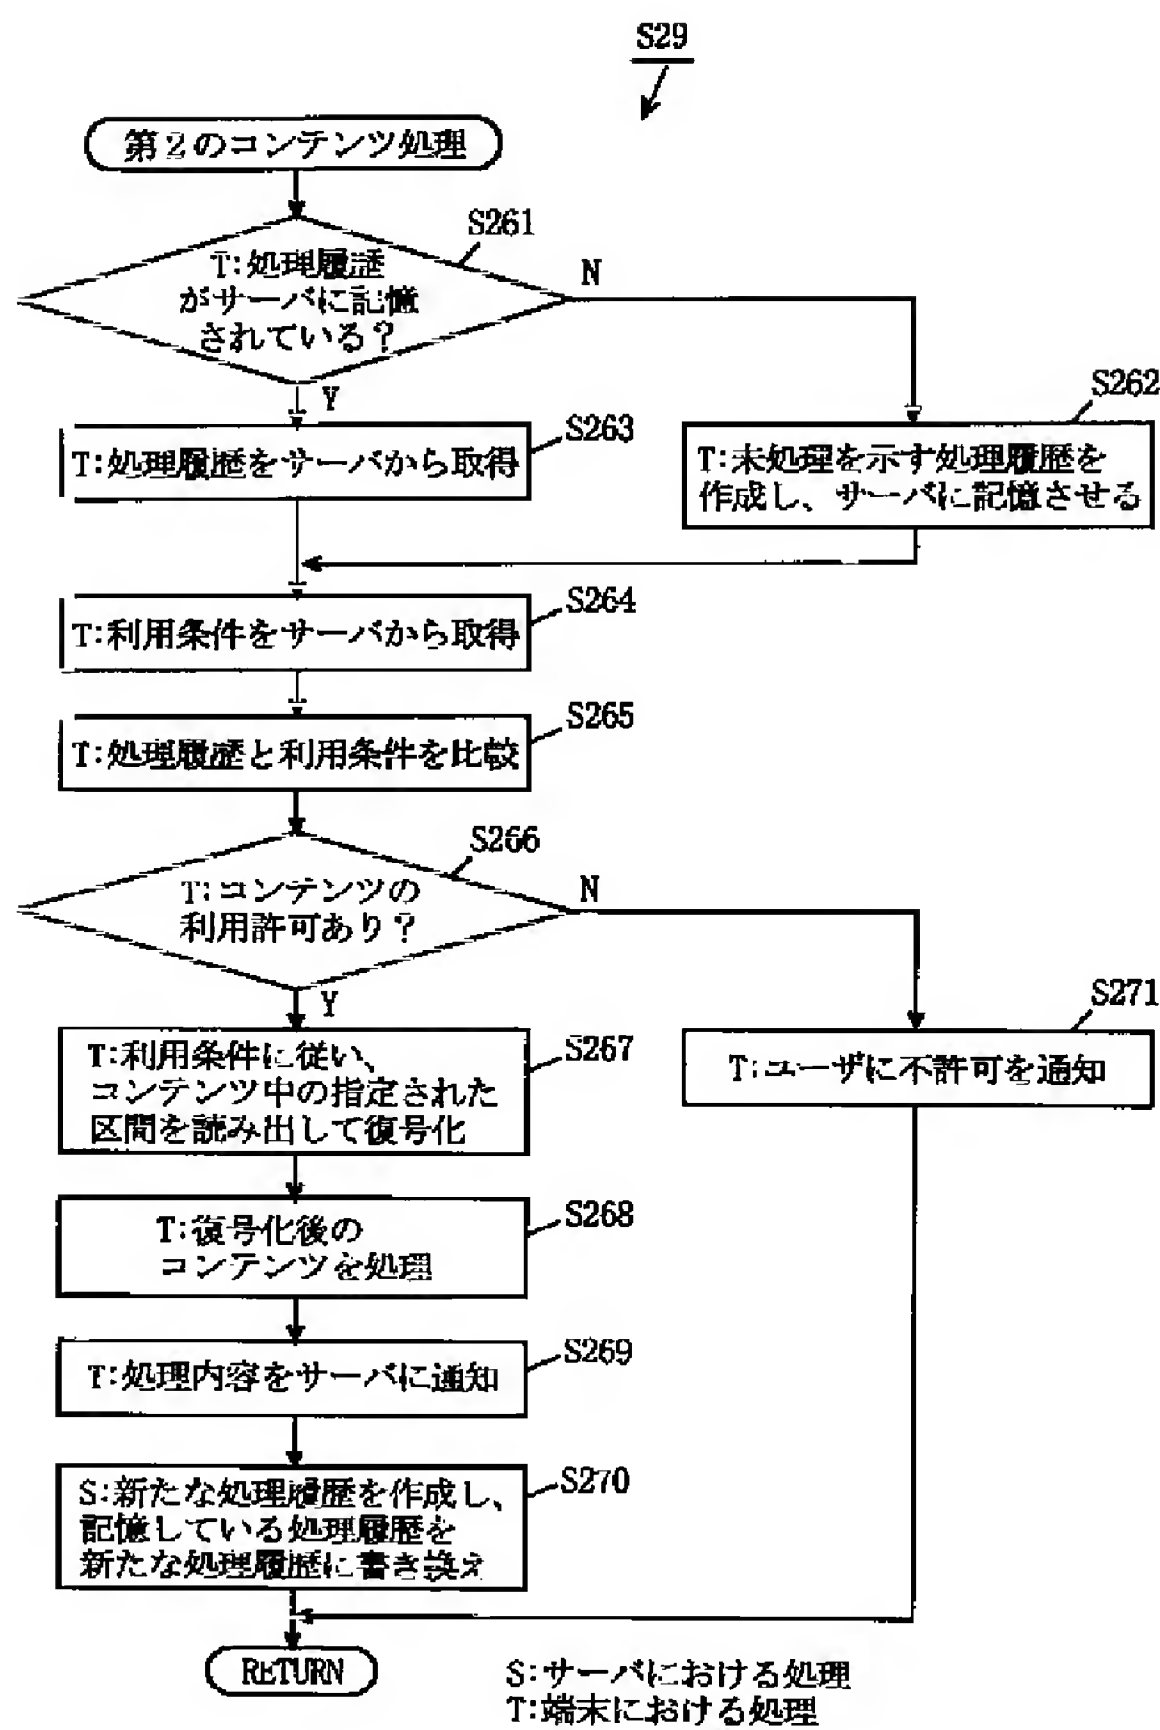 S29
第2のコンテンツ処理
S261
T:処理履歴
がサーバに記憶
されている?
N
Y
S262
T:未処理を示す処理履歴を
作成し、サーバに記憶させる
S263
T:処理履歴をサーバから取得
S264
T:利用条件をサーバから取得
S265
T:処理履歴と利用条件を比較
S266
T:コンテンツの
利用許可あり?
N
Y
S271
T:ユーザに不許可を通知
S267
T:利用条件に従い、
コンテンツ中の指定された
区間を読み出して復号化
S268
T:復号化後の
コンテンツを処理
S269
T:処理内容をサーバに通知
S270
S:新たな処理履歴を作成し、
記憶している処理履歴を
新たな処理履歴に書き換え
RETURN
S:サーバにおける処理
T:端末における処理